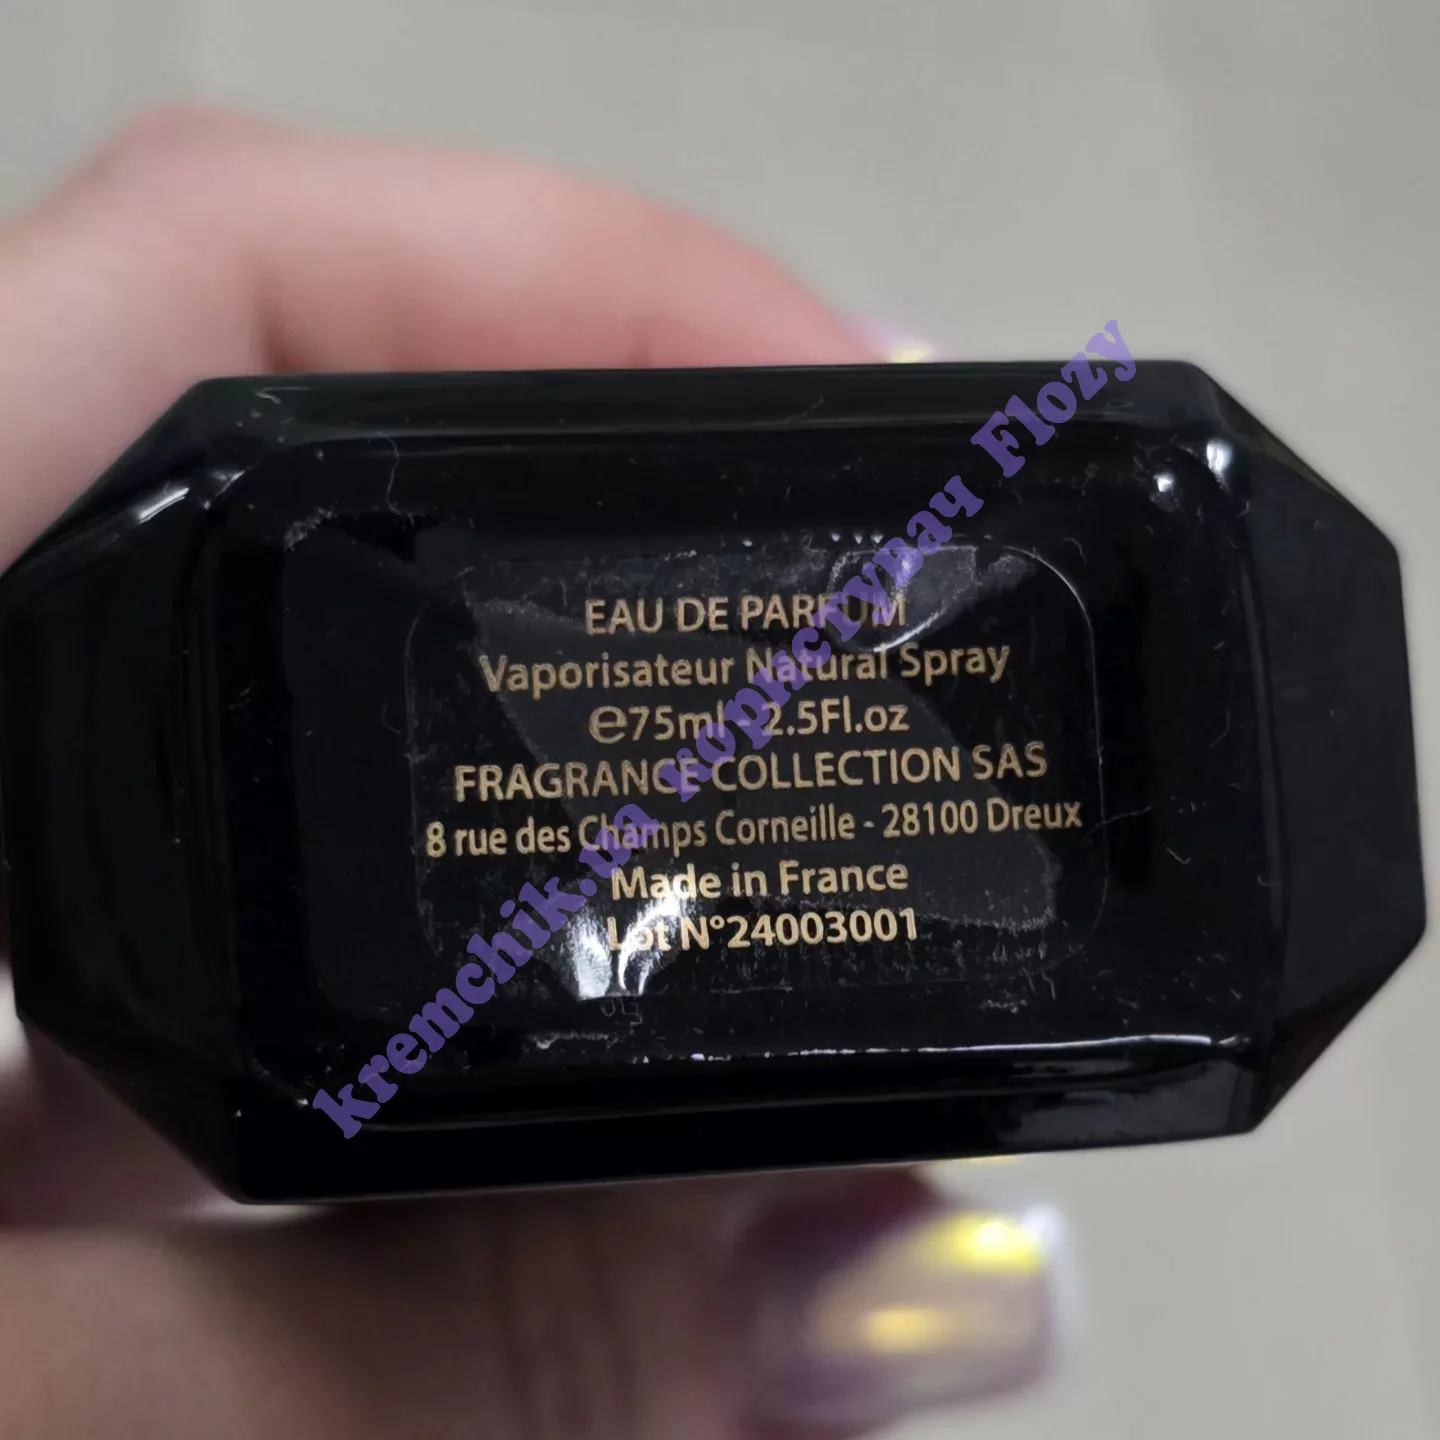 EAU DE PARFUM
Vaporisateur Natural Spray
℮75ml - 2.5Fl.oz
FRAGRANCE COLLECTION SAS
8 rue des Champs Corneille - 28100 Dreux
Made in France
Lot N°24003001
kremchik.ua користувач Flozy